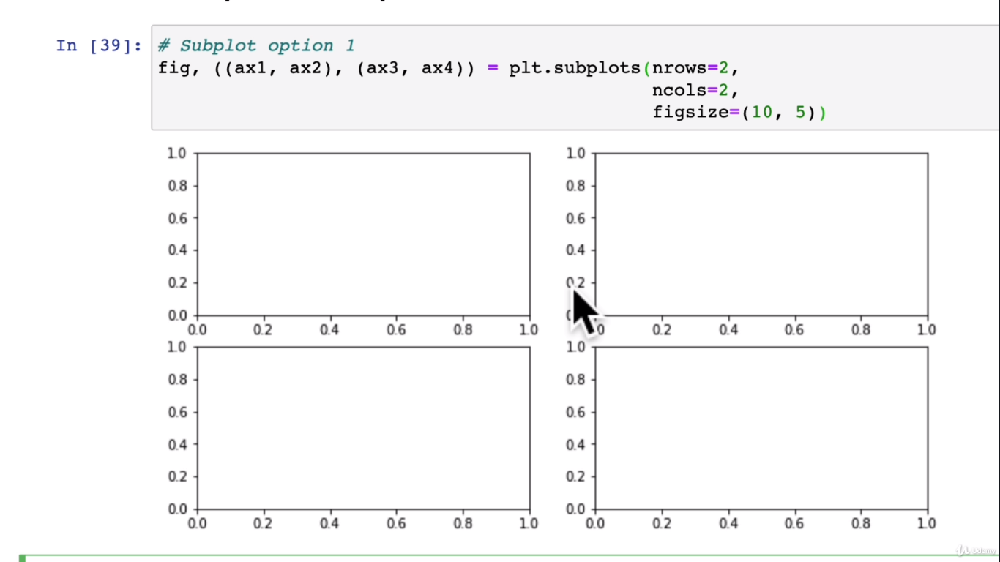 In [39]: # Subplot option 1
fig, ((ax1, ax2), (ax3, ax4)) = plt.subplots(nrows=2,
ncols=2,
figsize=(10, 5))
1.0 1.0
0.8 0.8
0.6 0.6
0.4 0.4
0.2 0.2
0.0
0.0 0.2 0.4 0.6 0.8 1.0 0.2 0.4 0.6 0.8 1.0
1.0 1.0
0.8 0.8
0.6 0.6
0.4 0.4
0.2 0.2
0.0 0.0
0.0 0.2 0.4 0.6 0.8 1.0 0.0 0.2 0.4 0.6 0.8 1.0
Udemy